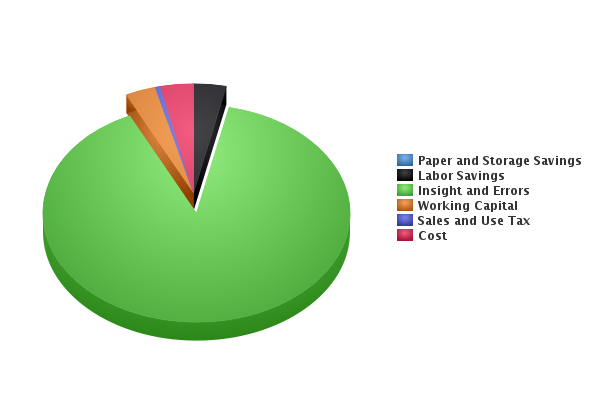 Paper and Storage Savings
Labor Savings
Insight and Errors
Working Capital
Sales and Use Tax
Cost